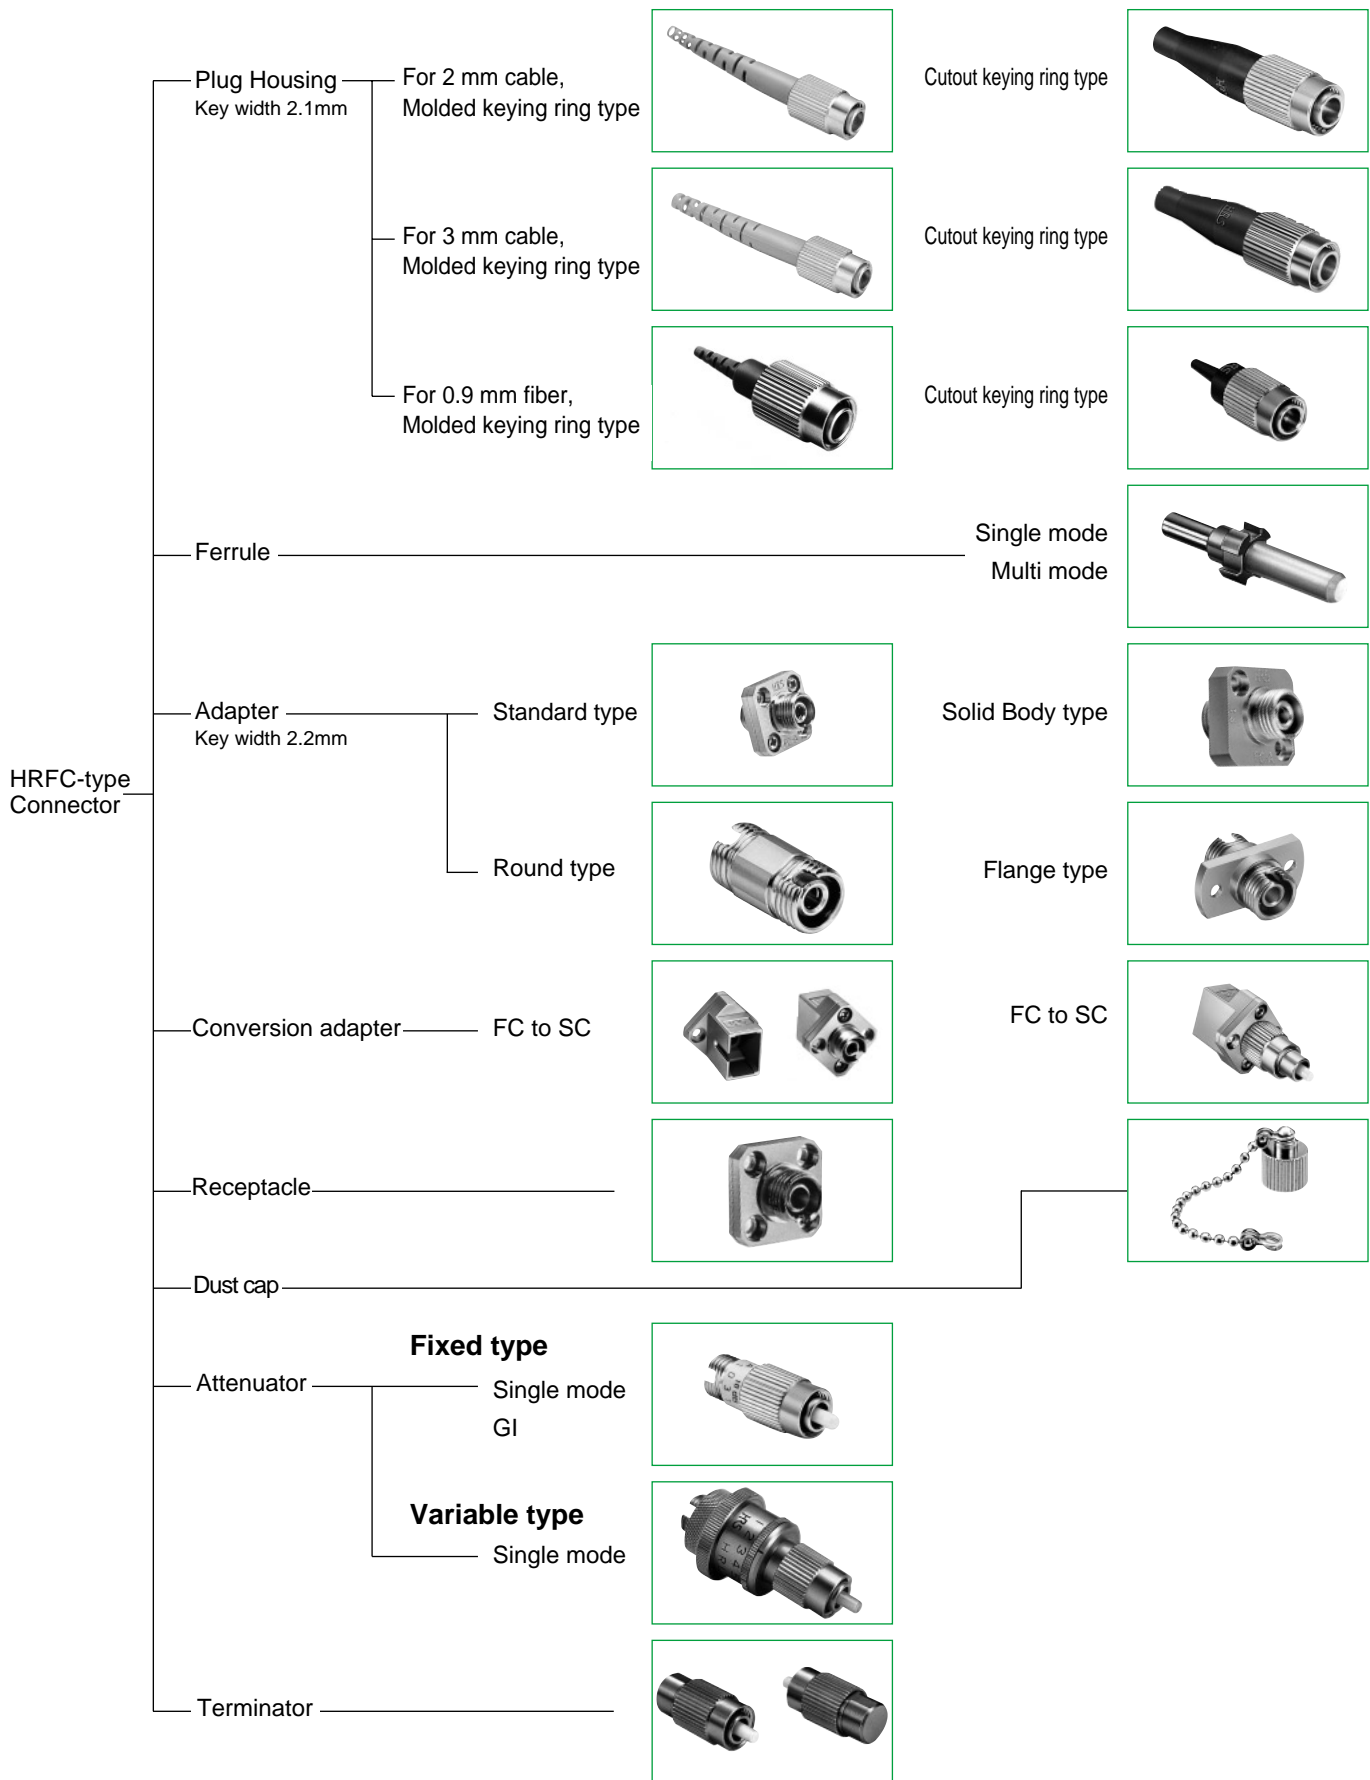 Plug Housing
Key width 2.1mm
For 2 mm cable,
Molded keying ring type
Cutout keying ring type
For 3 mm cable,
Molded keying ring type
Cutout keying ring type
For 0.9 mm fiber,
Molded keying ring type
Cutout keying ring type
Ferrule
Single mode
Multi mode
Adapter
Key width 2.2mm
Standard type
Solid Body type
HRFC-type
Connector
Round type
Flange type
Conversion adapter
FC to SC
FC to SC
Receptacle
Dust cap
Attenuator
Fixed type
Single mode
GI
Variable type
Single mode
Terminator